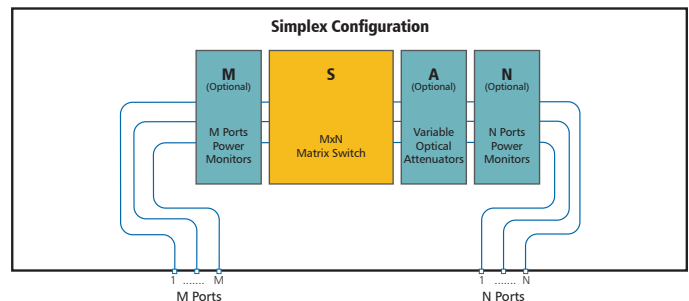 Simplex Configuration
M
(Optional)
M Ports
Power
Monitors
S
MxN
Matrix Switch
A
(Optional)
Variable
Optical
Attenuators
N
(Optional)
N Ports
Power
Monitors
1 ....... M
M Ports
1 ....... N
N Ports